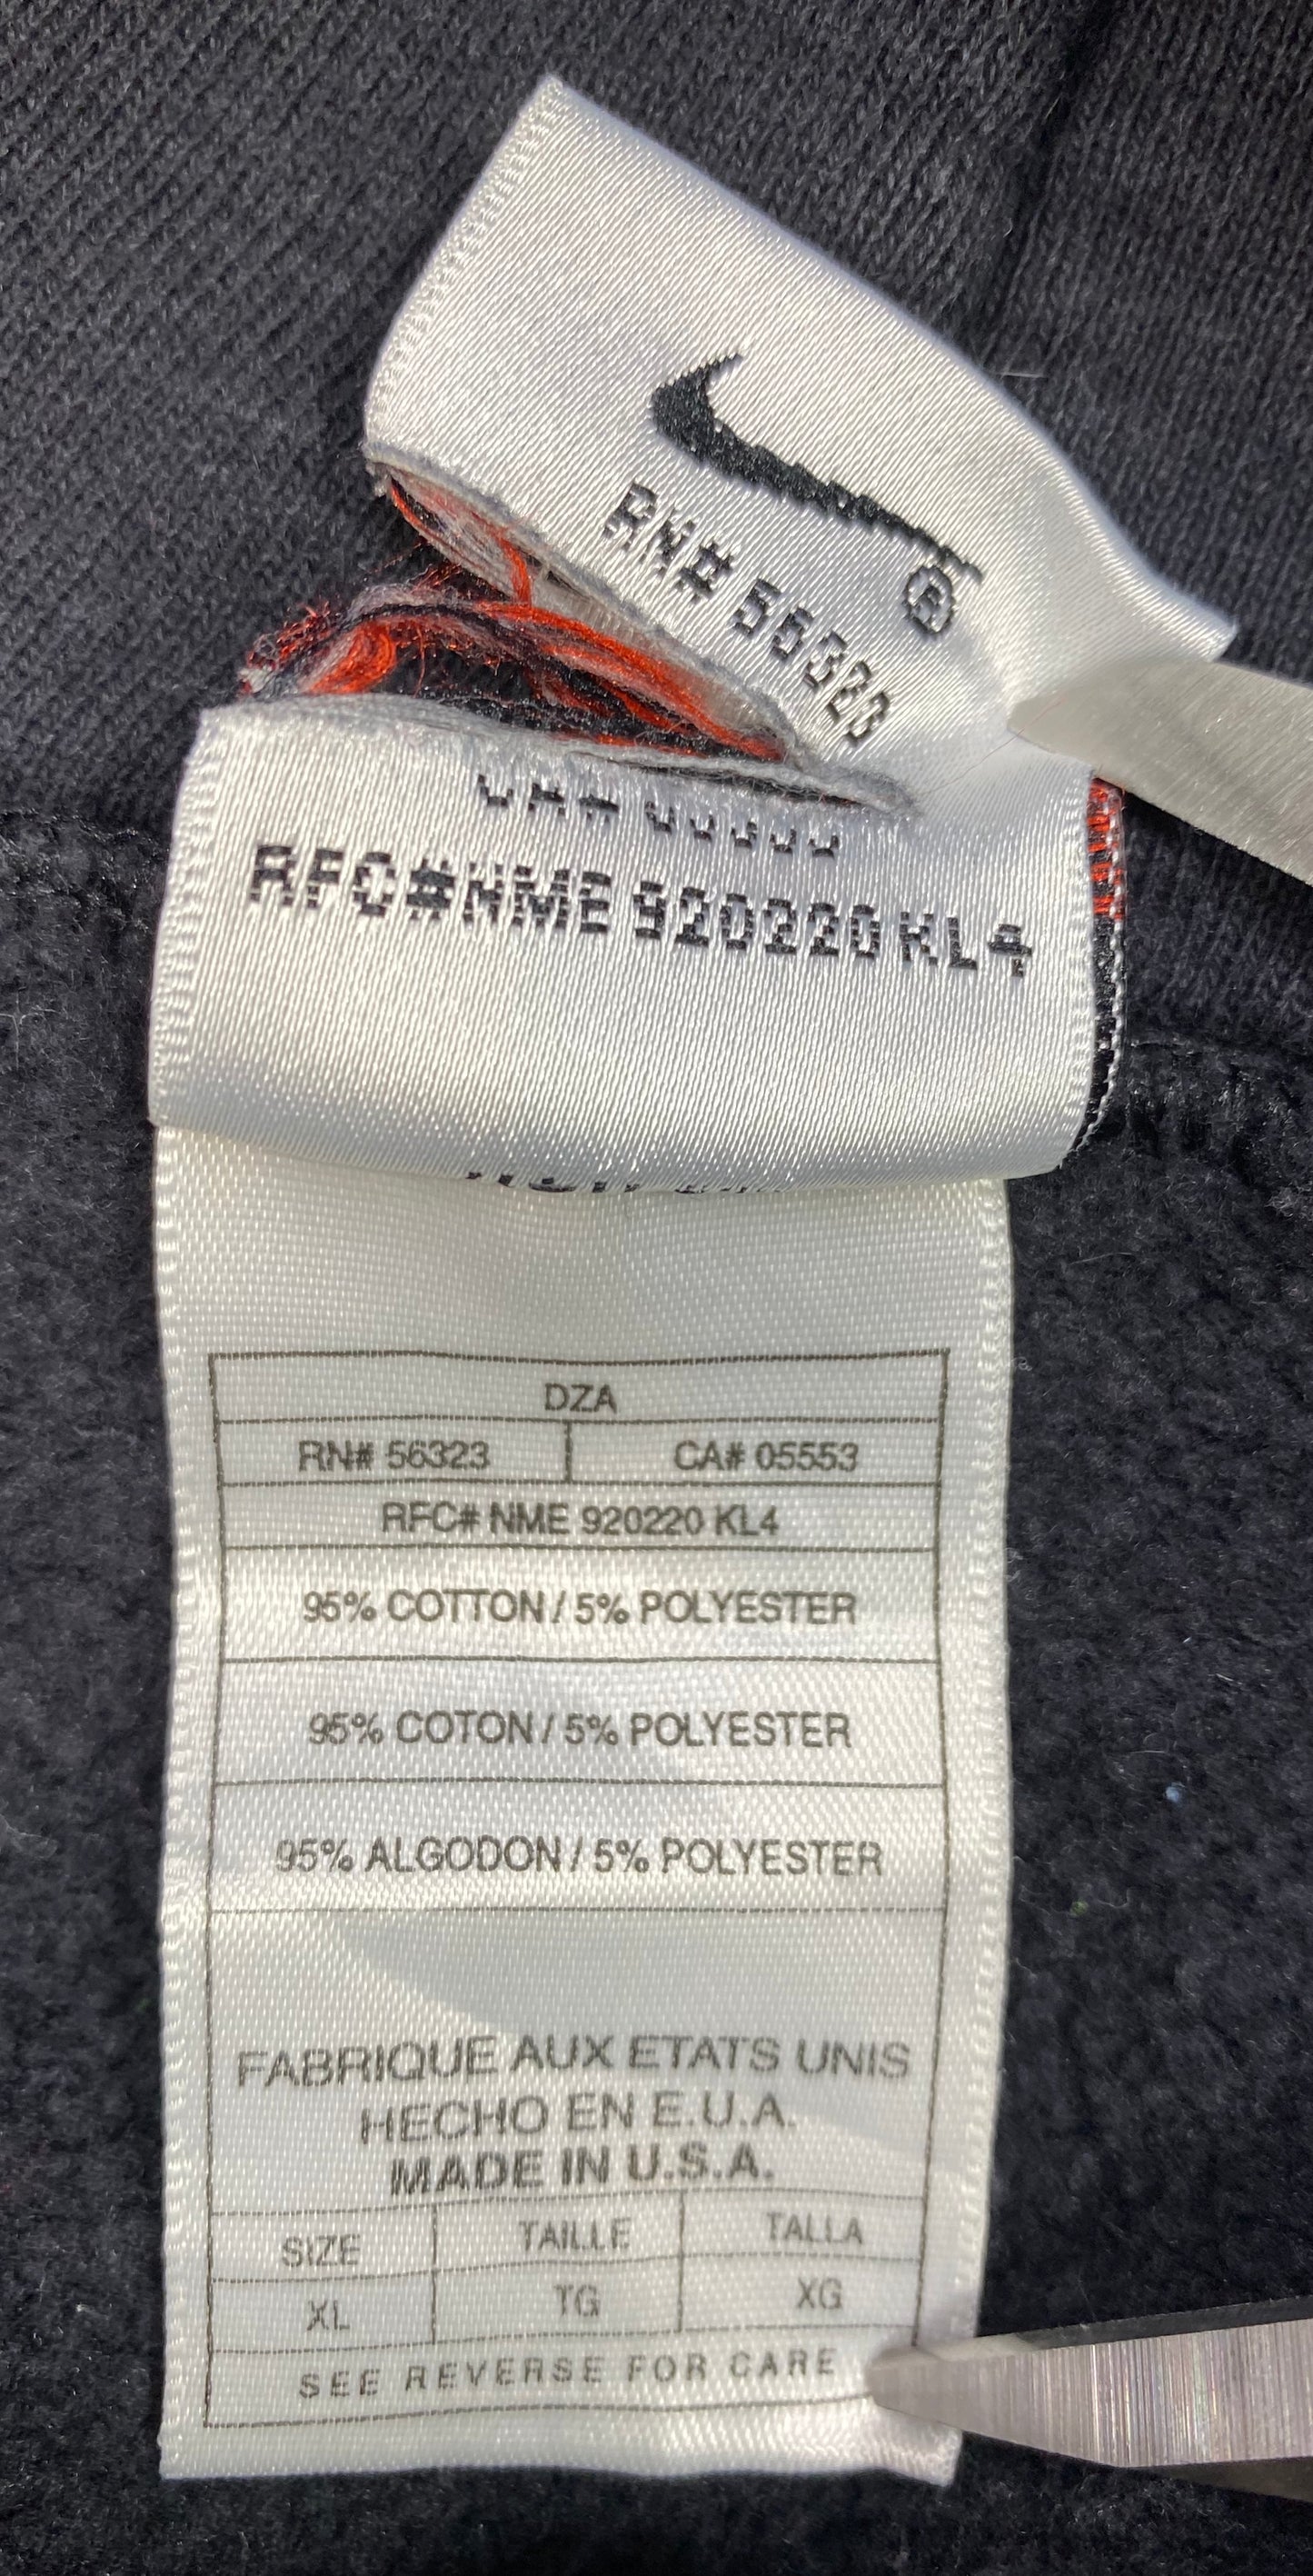 ®
RN# 56323
RFC#NME 920220 KL4
DZA
RN# 56323 CA# 05553
RFC# NME 920220 KL4
95% COTTON / 5% POLYESTER
95% COTON / 5% POLYESTER
95% ALGODON / 5% POLYESTER
FABRIQUE AUX ETATS UNIS
HECHO EN E.U.A.
MADE IN U.S.A.
SIZE TAILLE TALLA
XL TG XG
SEE REVERSE FOR CARE